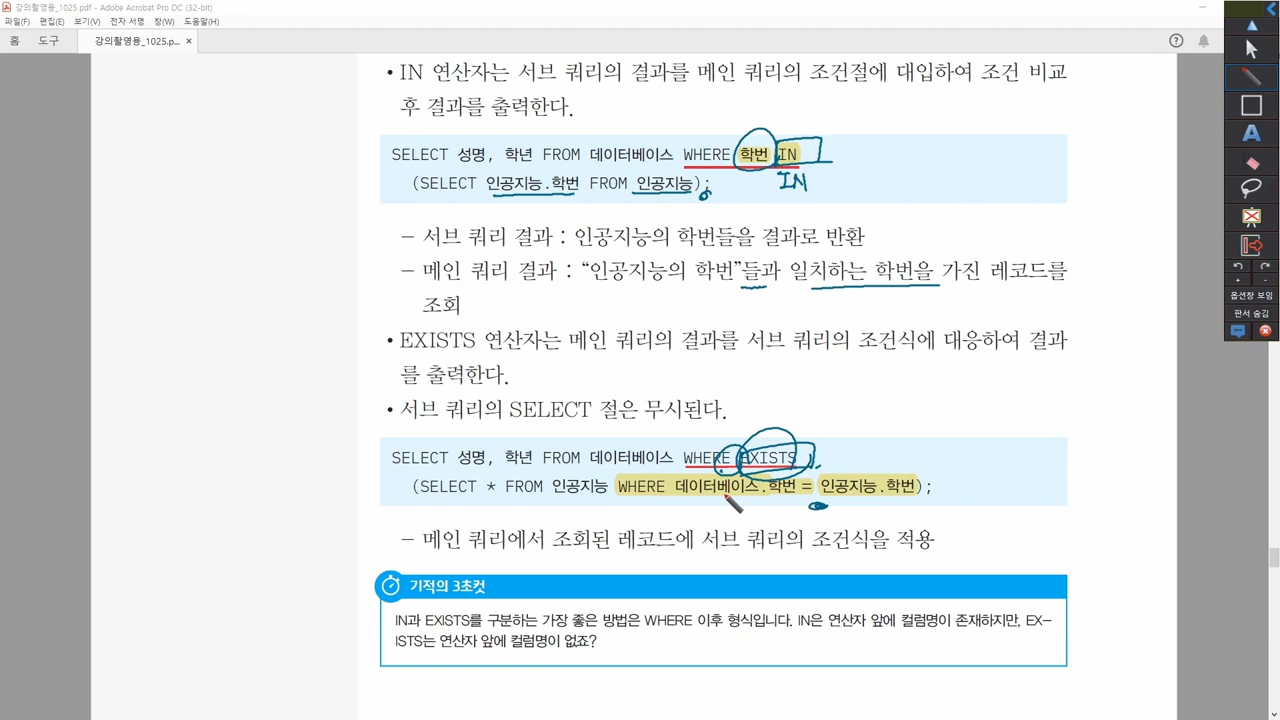 강의촬영용_1025.pdf - Adobe Acrobat Pro DC (32-bit)
파일(F) 편집(E) 보기(V) 전자 서명 창(W) 도움말(H)
홈 도구 강의촬영용_1025.p... ×
• IN 연산자는 서브 쿼리의 결과를 메인 쿼리의 조건절에 대입하여 조건 비교
후 결과를 출력한다.
SELECT 성명, 학년 FROM 데이터베이스 WHERE 학번 IN
(SELECT 인공지능.학번 FROM 인공지능);
IN
– 서브 쿼리 결과 : 인공지능의 학번들을 결과로 반환
– 메인 쿼리 결과 : “인공지능의 학번”들과 일치하는 학번을 가진 레코드를
조회
• EXISTS 연산자는 메인 쿼리의 결과를 서브 쿼리의 조건식에 대응하여 결과
를 출력한다.
• 서브 쿼리의 SELECT 절은 무시된다.
SELECT 성명, 학년 FROM 데이터베이스 WHERE EXISTS
(SELECT * FROM 인공지능 WHERE 데이터베이스.학번 = 인공지능.학번);
– 메인 쿼리에서 조회된 레코드에 서브 쿼리의 조건식을 적용
기적의 3초컷
IN과 EXISTS를 구분하는 가장 좋은 방법은 WHERE 이후 형식입니다. IN은 연산자 앞에 컬럼명이 존재하지만, EX-
ISTS는 연산자 앞에 컬럼명이 없죠?
A
옵션장 보임
판서 숨김